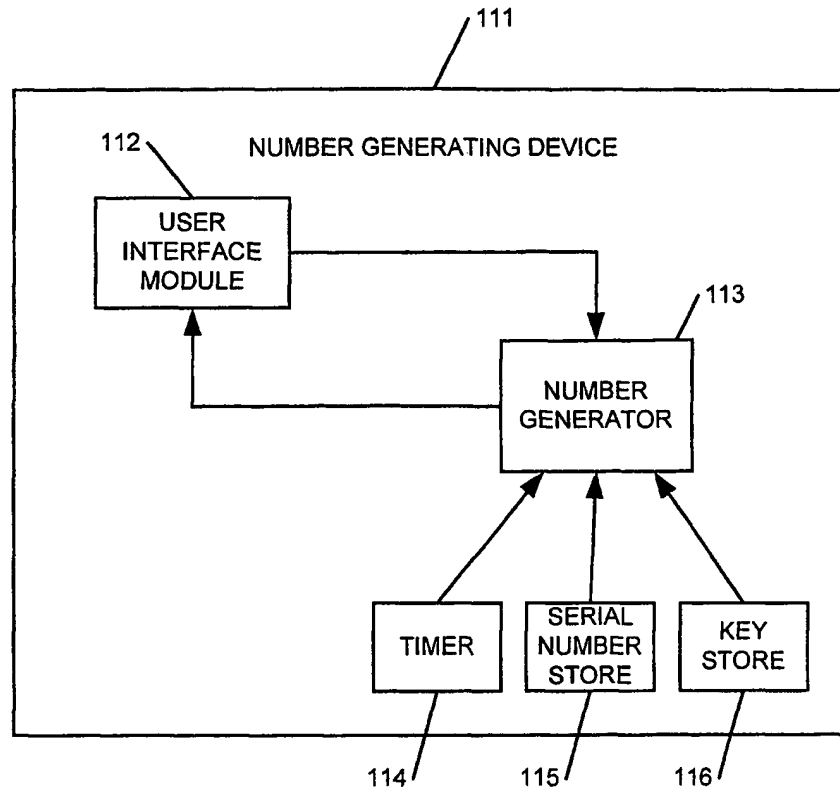 111
NUMBER GENERATING DEVICE
112
USER
INTERFACE
MODULE
113
NUMBER
GENERATOR
TIMER
SERIAL
NUMBER
STORE
KEY
STORE
114
115
116